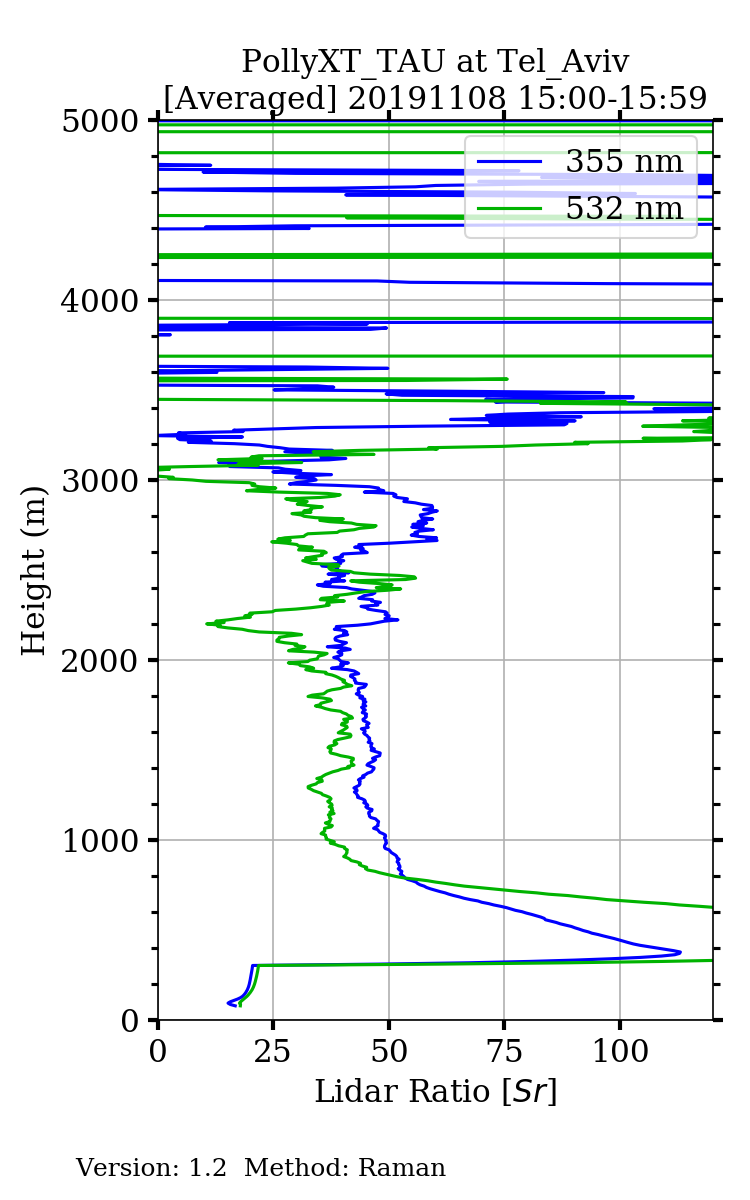 PollyXT_TAU at Tel_Aviv
[Averaged] 20191108 15:00-15:59
355 nm
532 nm
5000
4000
3000
2000
1000
0
Height (m)
0 25 50 75 100
Lidar Ratio [Sr]
Version: 1.2 Method: Raman